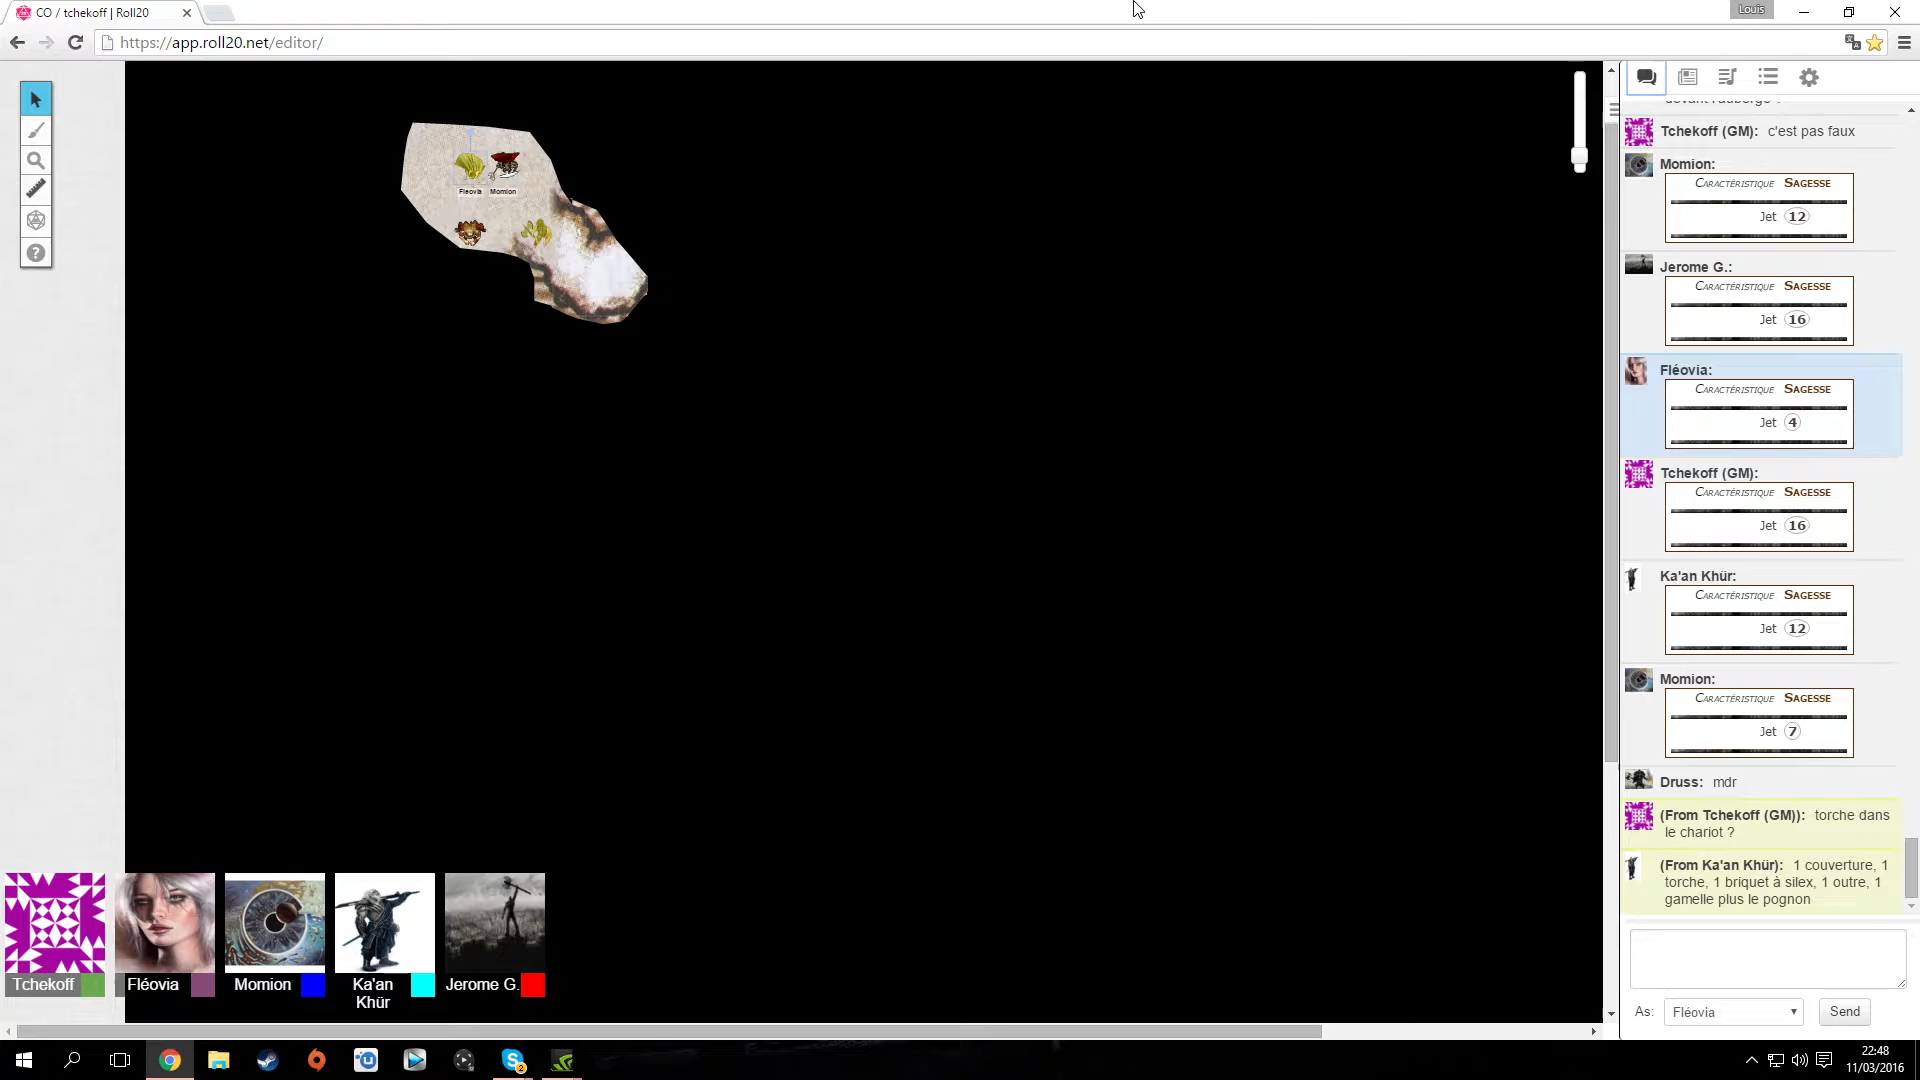 CO / tchekoff | Roll20
Louis
https://app.roll20.net/editor/
Tchekoff (GM): c'est pas faux
Momion:
Caractéristique Sagesse
Jet 12
Jerome G.:
Caractéristique Sagesse
Jet 16
Fléovia:
Caractéristique Sagesse
Jet 4
Tchekoff (GM):
Caractéristique Sagesse
Jet 16
Ka'an Khür:
Caractéristique Sagesse
Jet 12
Momion:
Caractéristique Sagesse
Jet 7
Druss: mdr
(From Tchekoff (GM)): torche dans
le chariot ?
(From Ka'an Khür): 1 couverture, 1
torche, 1 briquet à silex, 1 outre, 1
gamelle plus le pognon
As: Fléovia Send
Fleovia Momion
Tchekoff Fléovia Momion Ka'an Khür Jerome G.
2
22:48
11/03/2016